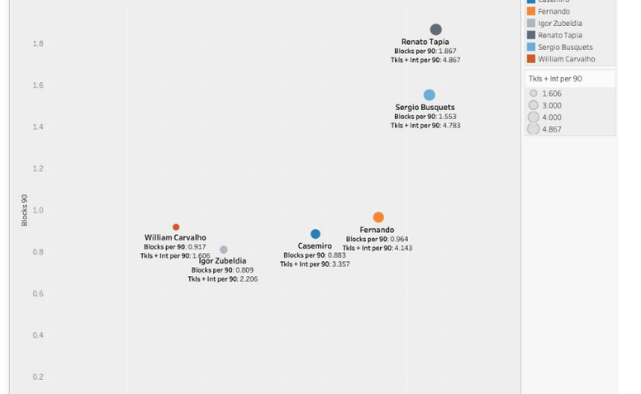 Casemiro
Fernando
Igor Zubeldia
Renato Tapia
Sergio Busquets
William Carvalho
Tkls + Int per 90
1.606
3.000
4.000
4.867
Blocks 90
1.8
1.6
1.4
1.2
1.0
0.8
0.6
0.4
0.2
Renato Tapia
Blocks per 90: 1.867
Tkls + Int per 90: 4.867
Sergio Busquets
Blocks per 90: 1.553
Tkls + Int per 90: 4.783
Fernando
Blocks per 90: 0.964
Tkls + Int per 90: 4.143
Casemiro
Blocks per 90: 0.883
Tkls + Int per 90: 3.357
William Carvalho
Blocks per 90: 0.917
Tkls + Int per 90: 1.606
Igor Zubeldia
Blocks per 90: 0.809
Tkls + Int per 90: 2.206